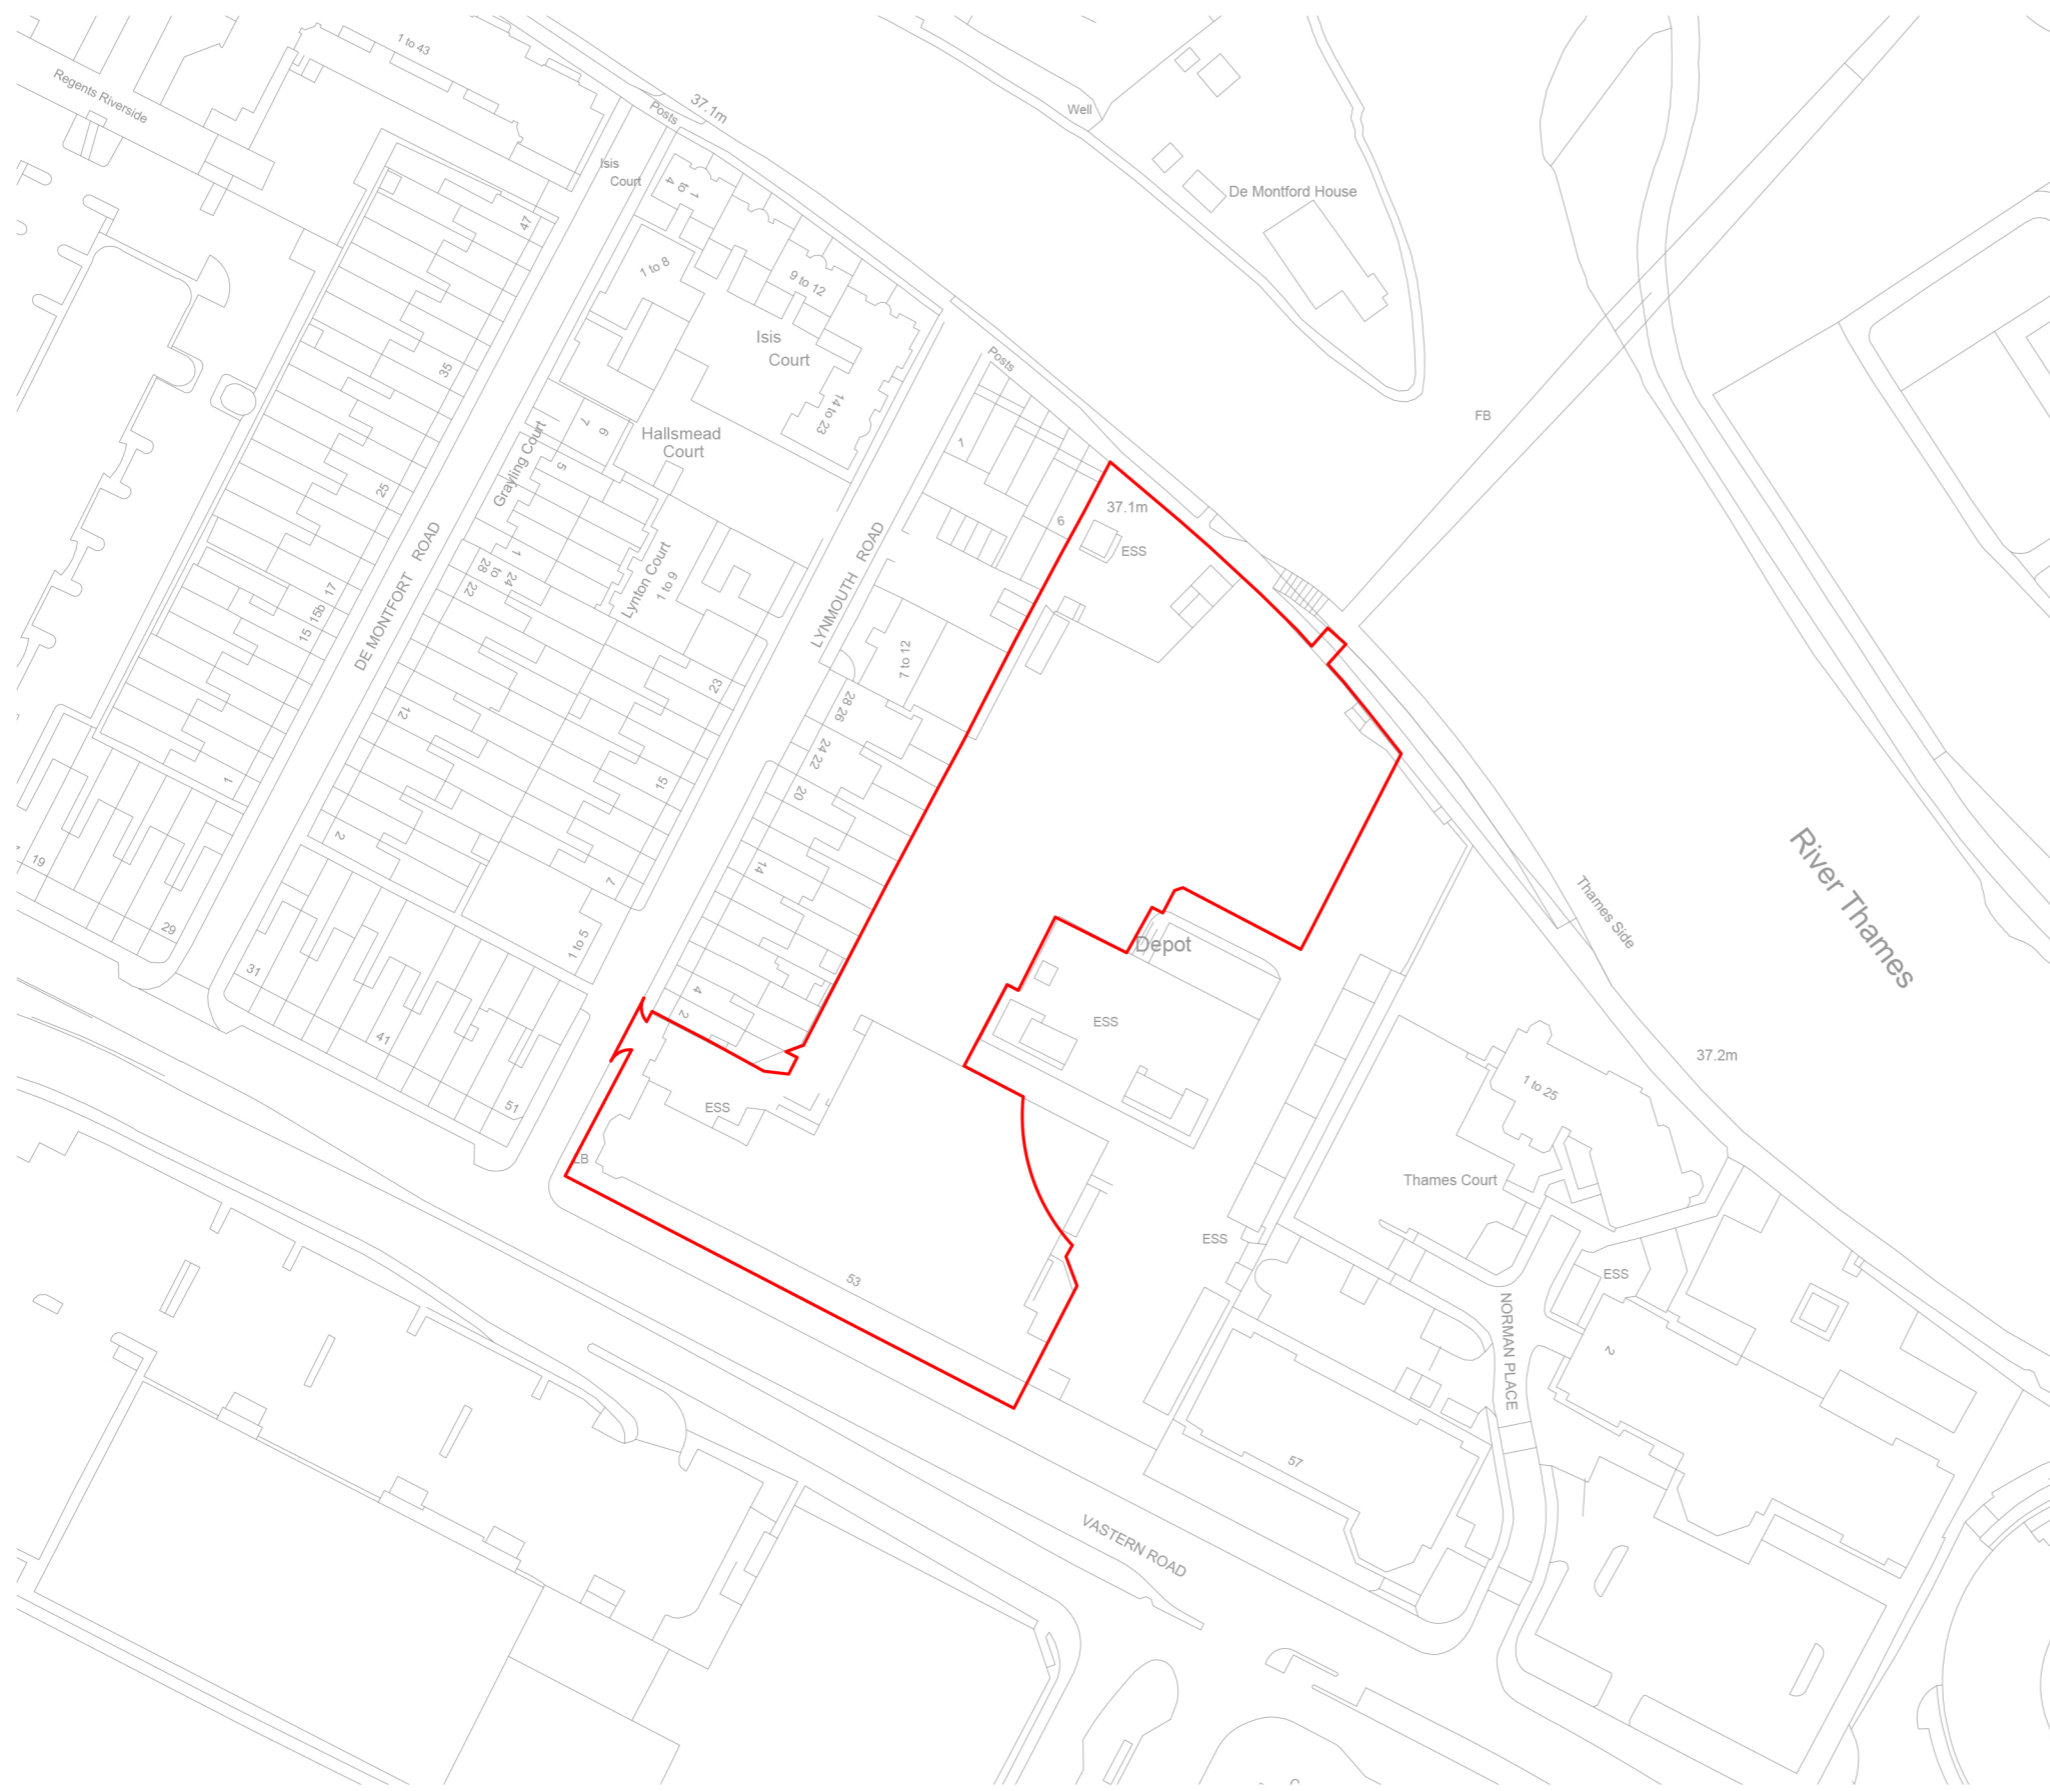 1 to 43
Regents Riverside
37.1m
Posts
Well
Isis
Court
1 to 4
De Montford House
47
1 to 8
9 to 12
Isis
Court
Posts
35
14 to 23
FB
Hallsmead
Court
7
6
Grayling Court
5
1
25
37.1m
6
ESS
DE MONTFORT ROAD
LYNMOUTH ROAD
1
24 to 28
22
Lynton Court
1 to 6
17
15b
15
7 to 12
23
28 26
12
24 22
15
20
1
2
14
River Thames
19
7
Thames Side
29
1 to 5
Depot
31
4
2
ESS
41
37.2m
51
ESS
1 to 25
LB
Thames Court
ESS
53
ESS
NORMAN PLACE
2
57
VASTERN ROAD